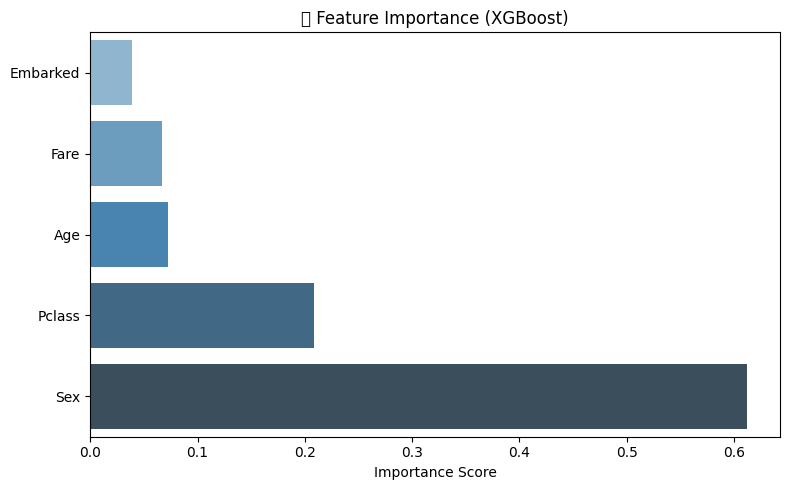 Feature Importance (XGBoost)
Embarked
Fare
Age
Pclass
Sex
0.0 0.1 0.2 0.3 0.4 0.5 0.6
Importance Score